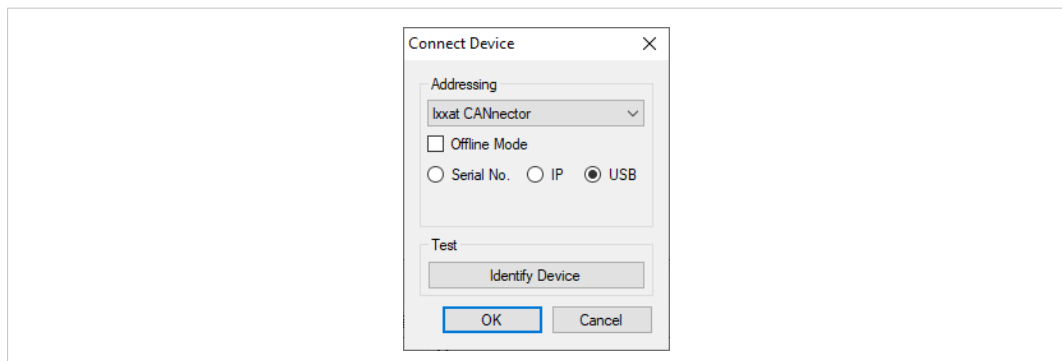 Connect Device
Addressing
Ixxat CANnector
Offline Mode
Serial No. IP USB
Test
Identify Device
OK Cancel